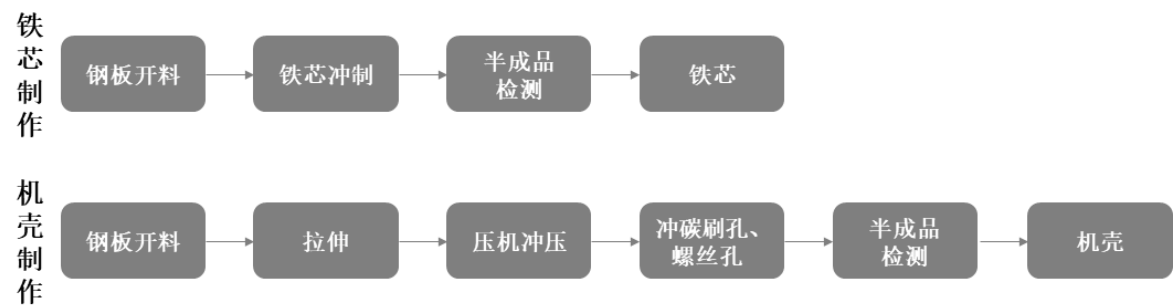 铁芯制作
钢板开料
铁芯冲制
半成品
检测
铁芯
机壳制作
钢板开料
拉伸
压机冲压
冲碳刷孔、
螺丝孔
半成品
检测
机壳